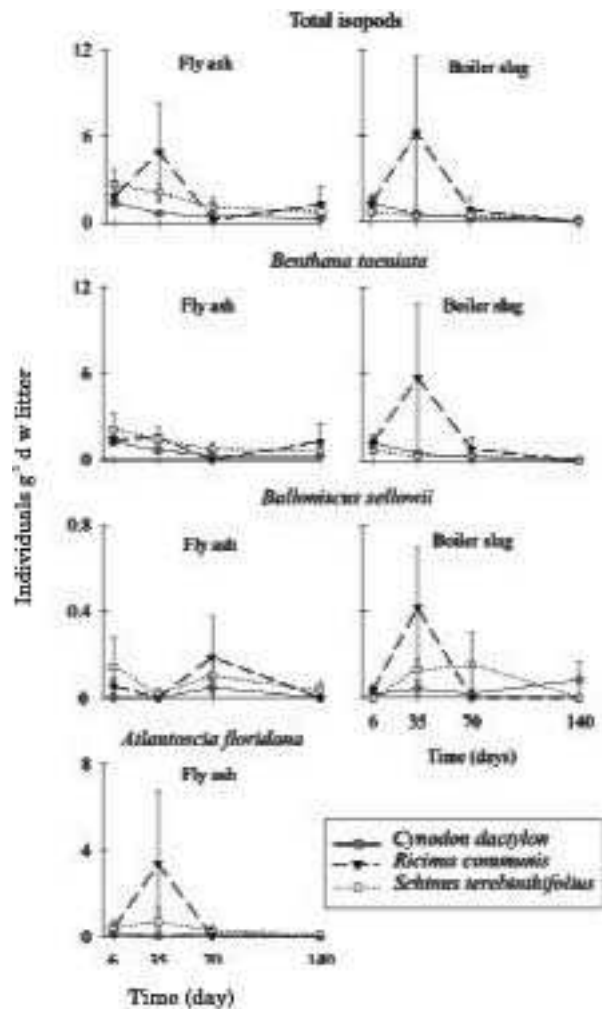 Total isopods
Fly ash
Boiler slag
12
6
0
Benthana taeniata
Fly ash
Boiler slag
12
6
0
Balloniscus sellowii
Fly ash
Boiler slag
0.8
0.4
0
6 35 70 140
Time (days)
Atlantoscia floridana
Fly ash
8
4
0
6 35 70 140
Time (day)
Individuals g⁻¹ d w litter
Cynodon dactylon
Ricinus communis
Schinus terebinthifolius